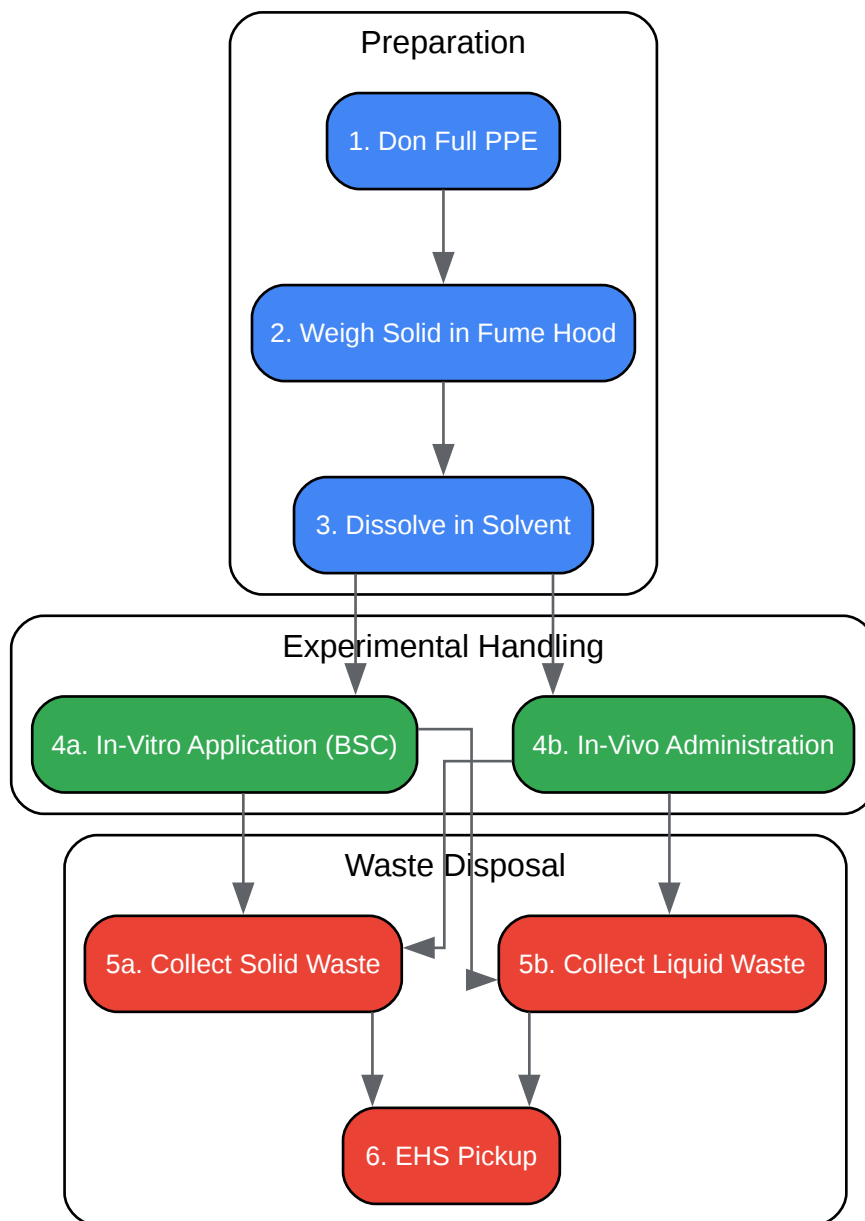 Preparation
1. Don Full PPE
2. Weigh Solid in Fume Hood
3. Dissolve in Solvent
Experimental Handling
4a. In-Vitro Application (BSC)
4b. In-Vivo Administration
Waste Disposal
5a. Collect Solid Waste
5b. Collect Liquid Waste
6. EHS Pickup